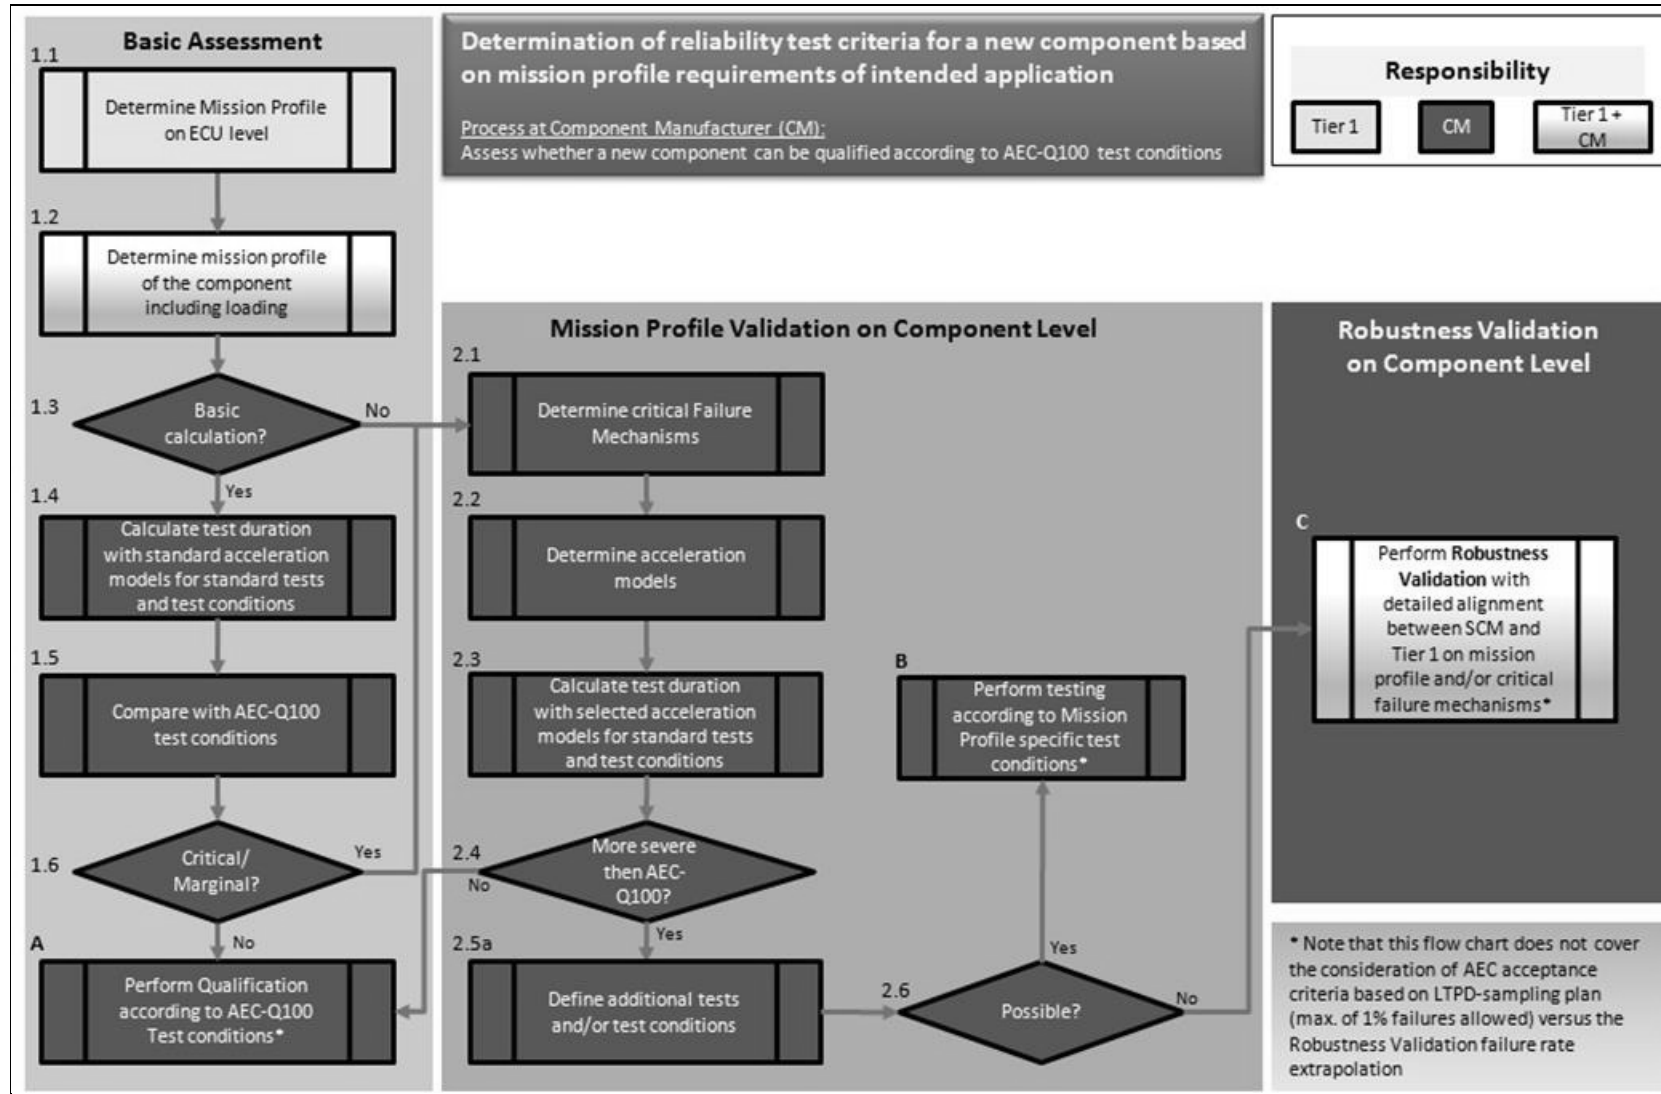 Basic Assessment
1.1
Determine Mission Profile
on ECU level
1.2
Determine mission profile
of the component
including loading
1.3
Basic
calculation?
No
Yes
1.4
Calculate test duration
with standard acceleration
models for standard tests
and test conditions
1.5
Compare with AEC-Q100
test conditions
1.6
Critical/
Marginal?
Yes
No
A
Perform Qualification
according to AEC-Q100
Test conditions*
Determination of reliability test criteria for a new component based
on mission profile requirements of intended application
Process at Component Manufacturer (CM):
Assess whether a new component can be qualified according to AEC-Q100 test conditions
Responsibility
Tier 1
CM
Tier 1 +
CM
Mission Profile Validation on Component Level
2.1
Determine critical Failure
Mechanisms
2.2
Determine acceleration
models
2.3
Calculate test duration
with selected acceleration
models for standard tests
and test conditions
2.4
More severe
then AEC-
Q100?
No
Yes
2.5a
Define additional tests
and/or test conditions
2.6
Possible?
Yes
No
B
Perform testing
according to Mission
Profile specific test
conditions*
Robustness Validation
on Component Level
C
Perform Robustness
Validation with
detailed alignment
between SCM and
Tier 1 on mission
profile and/or critical
failure mechanisms*
* Note that this flow chart does not cover
the consideration of AEC acceptance
criteria based on LTPD-sampling plan
(max. of 1% failures allowed) versus the
Robustness Validation failure rate
extrapolation